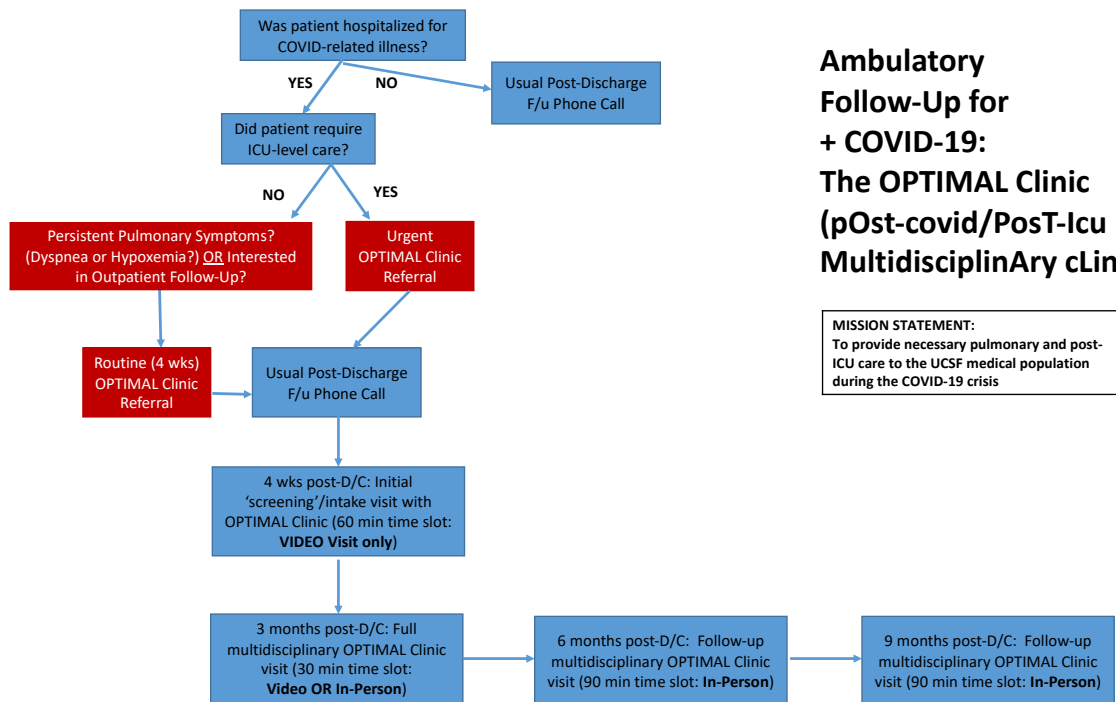 Was patient hospitalized for
COVID-related illness?
YES
NO
Usual Post-Discharge
F/u Phone Call
Did patient require
ICU-level care?
NO
YES
Persistent Pulmonary Symptoms?
(Dyspnea or Hypoxemia?) OR Interested
in Outpatient Follow-Up?
Urgent
OPTIMAL Clinic
Referral
Routine (4 wks)
OPTIMAL Clinic
Referral
Usual Post-Discharge
F/u Phone Call
4 wks post-D/C: Initial
‘screening’/intake visit with
OPTIMAL Clinic (60 min time slot:
VIDEO Visit only)
3 months post-D/C: Full
multidisciplinary OPTIMAL Clinic
visit (30 min time slot:
Video OR In-Person)
6 months post-D/C: Follow-up
multidisciplinary OPTIMAL Clinic
visit (90 min time slot: In-Person)
9 months post-D/C: Follow-up
multidisciplinary OPTIMAL Clinic
visit (90 min time slot: In-Person)
Ambulatory
Follow-Up for
+ COVID-19:
The OPTIMAL Clinic
(pOst-covid/PosT-Icu
MultidisciplinAry cLin
MISSION STATEMENT:
To provide necessary pulmonary and post-
ICU care to the UCSF medical population
during the COVID-19 crisis